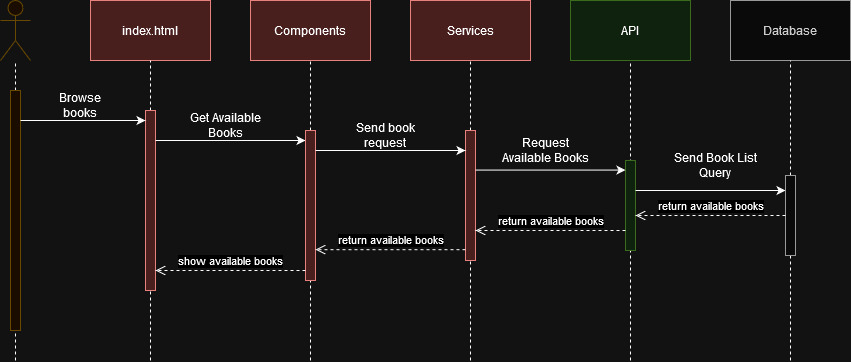 index.html
Components
Services
API
Database
Browse
books
Get Available
Books
Send book
request
Request
Available Books
Send Book List
Query
return available books
return available books
return available books
show available books